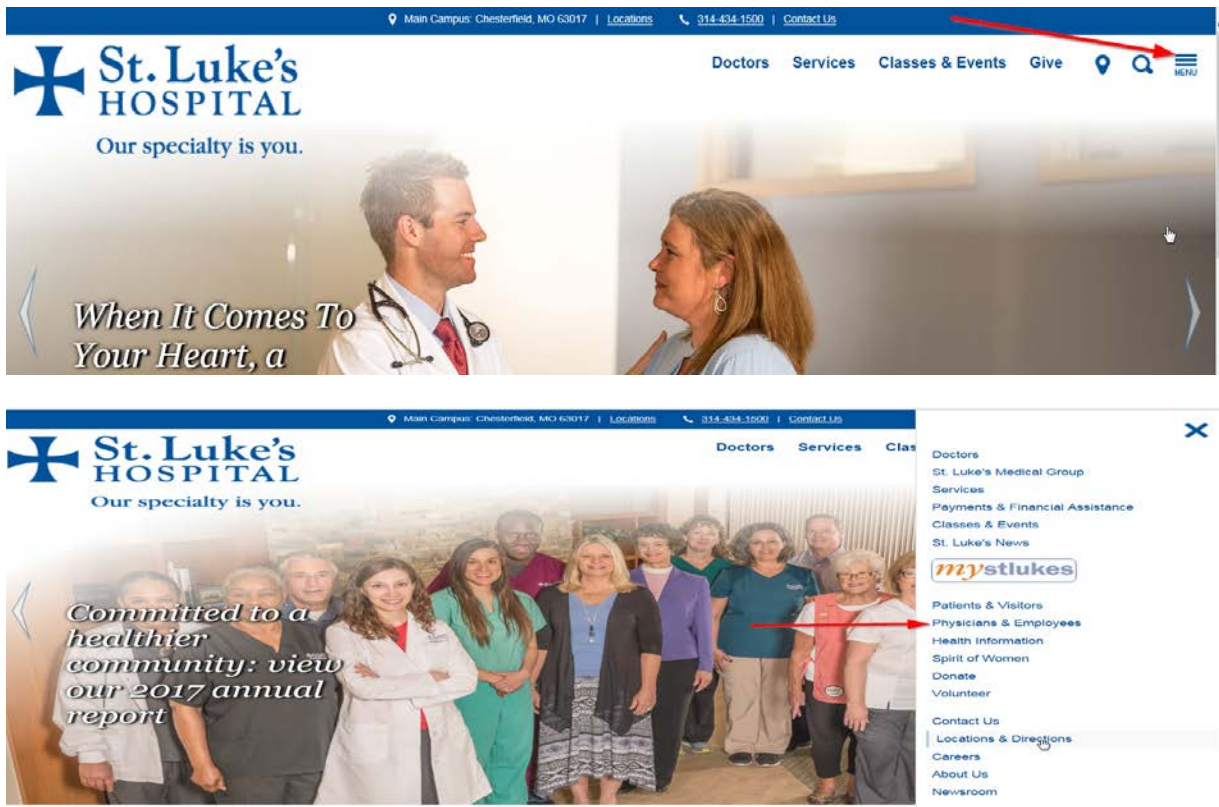 Main Campus: Chesterfield, MO 63017 | Locations 314-434-1500 | Contact Us
St. Luke's
HOSPITAL
Our specialty is you.
Doctors Services Classes & Events Give
MENU
When It Comes To
Your Heart, a
Main Campus: Chesterfield, MO 63017 | Locations 314-434-1500 | Contact Us
St. Luke's
HOSPITAL
Our specialty is you.
Doctors Services Clas
Committed to a
healthier
community: view
our 2017 annual
report
Doctors
St. Luke's Medical Group
Services
Payments & Financial Assistance
Classes & Events
St. Luke's News
mystlukes
Patients & Visitors
Physicians & Employees
Health Information
Spirit of Women
Donate
Volunteer
Contact Us
Locations & Directions
Careers
About Us
Newsroom